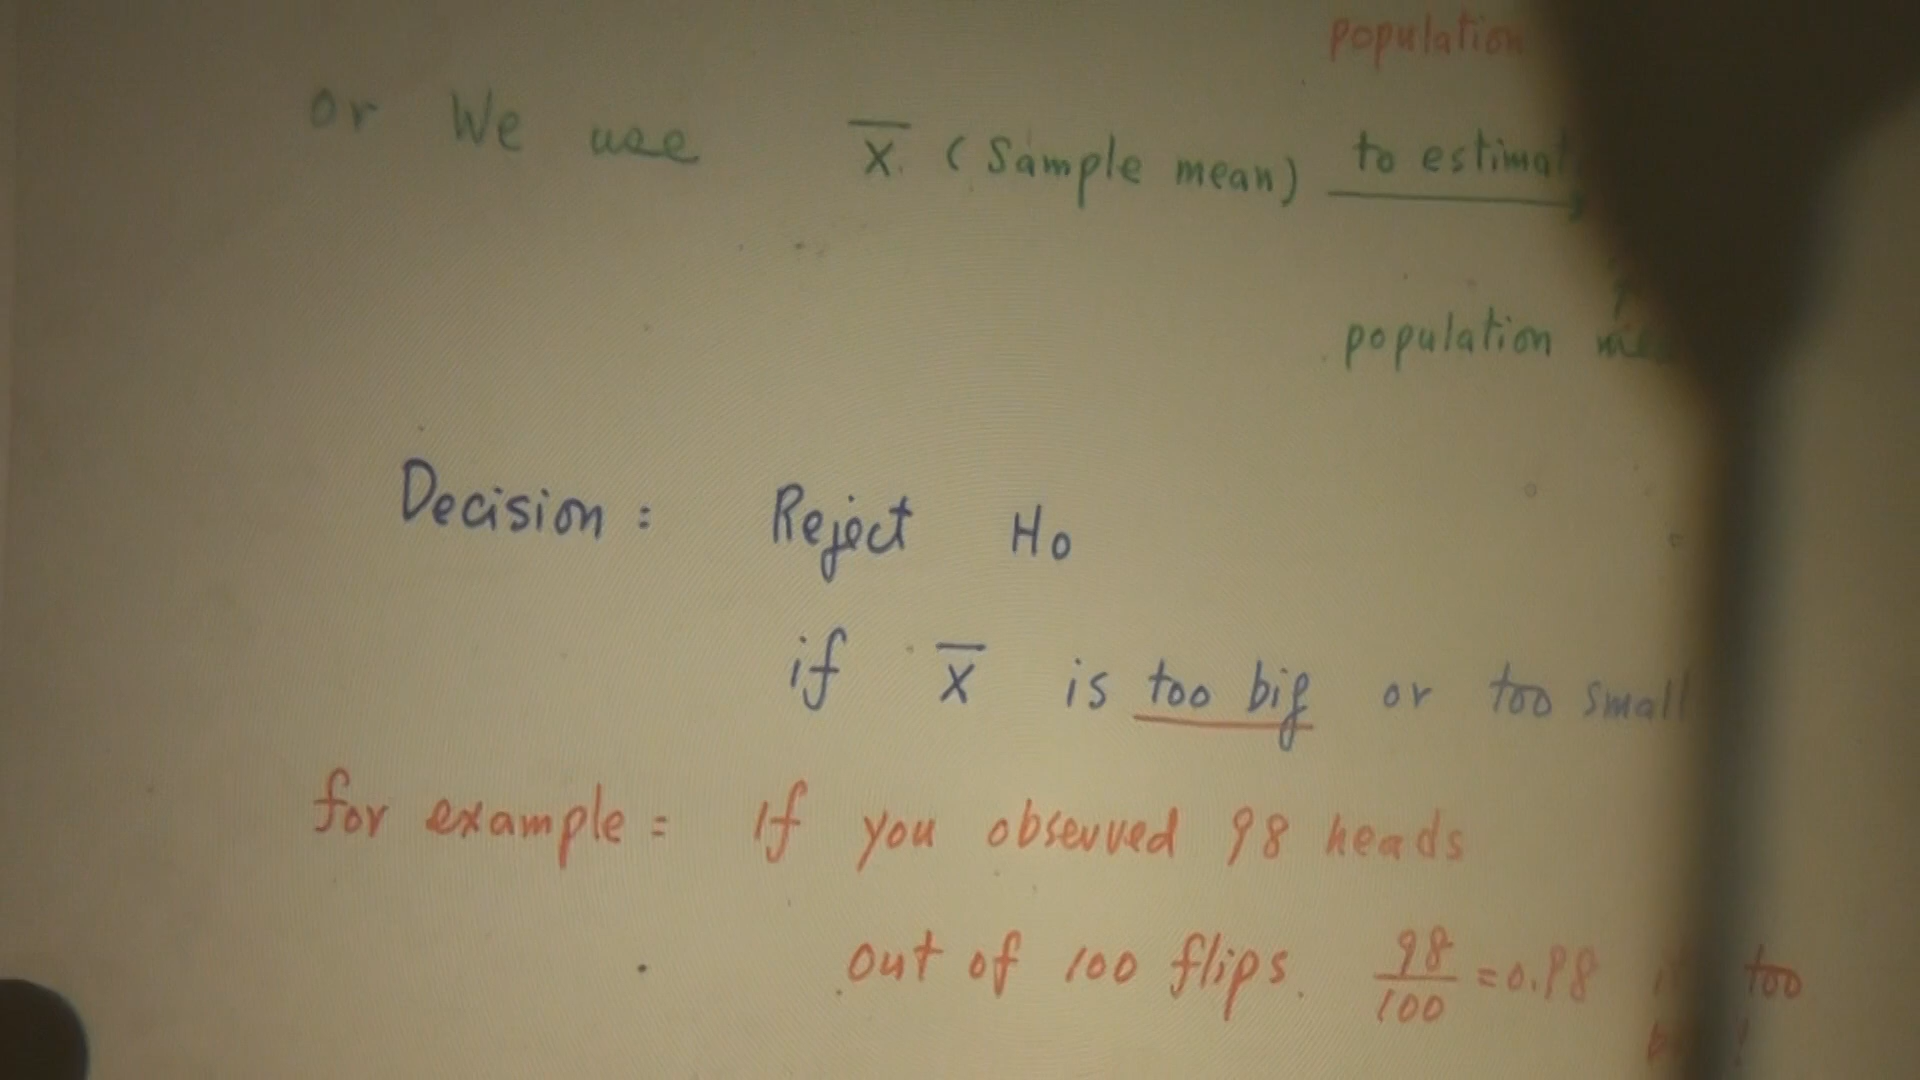 population
or We use X̅ (Sample mean) to estimat
population
Decision : Reject Ho
if X̅ is too big or too small
for example = If you observed 98 heads
out of 100 flips. 98/100 = 0.98 too